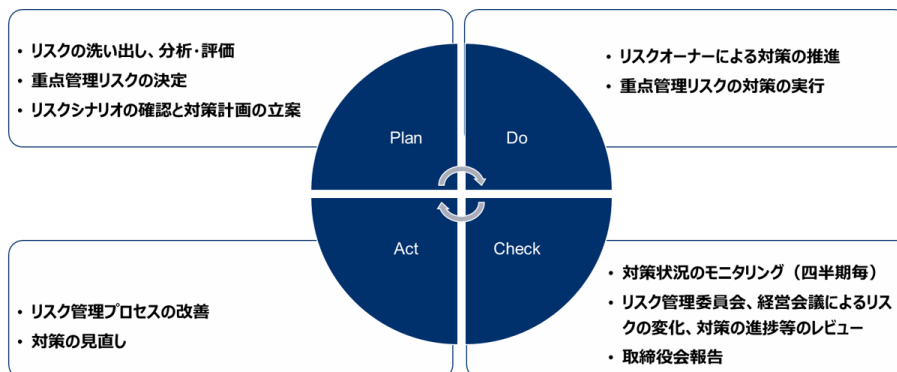 ・リスクの洗い出し、分析・評価
・重点管理リスクの決定
・リスクシナリオの確認と対策計画の立案
Plan
・リスクオーナーによる対策の推進
・重点管理リスクの対策の実行
Do
Act
・リスク管理プロセスの改善
・対策の見直し
Check
・対策状況のモニタリング（四半期毎）
・リスク管理委員会、経営会議によるリス
クの変化、対策の進捗等のレビュー
・取締役会報告